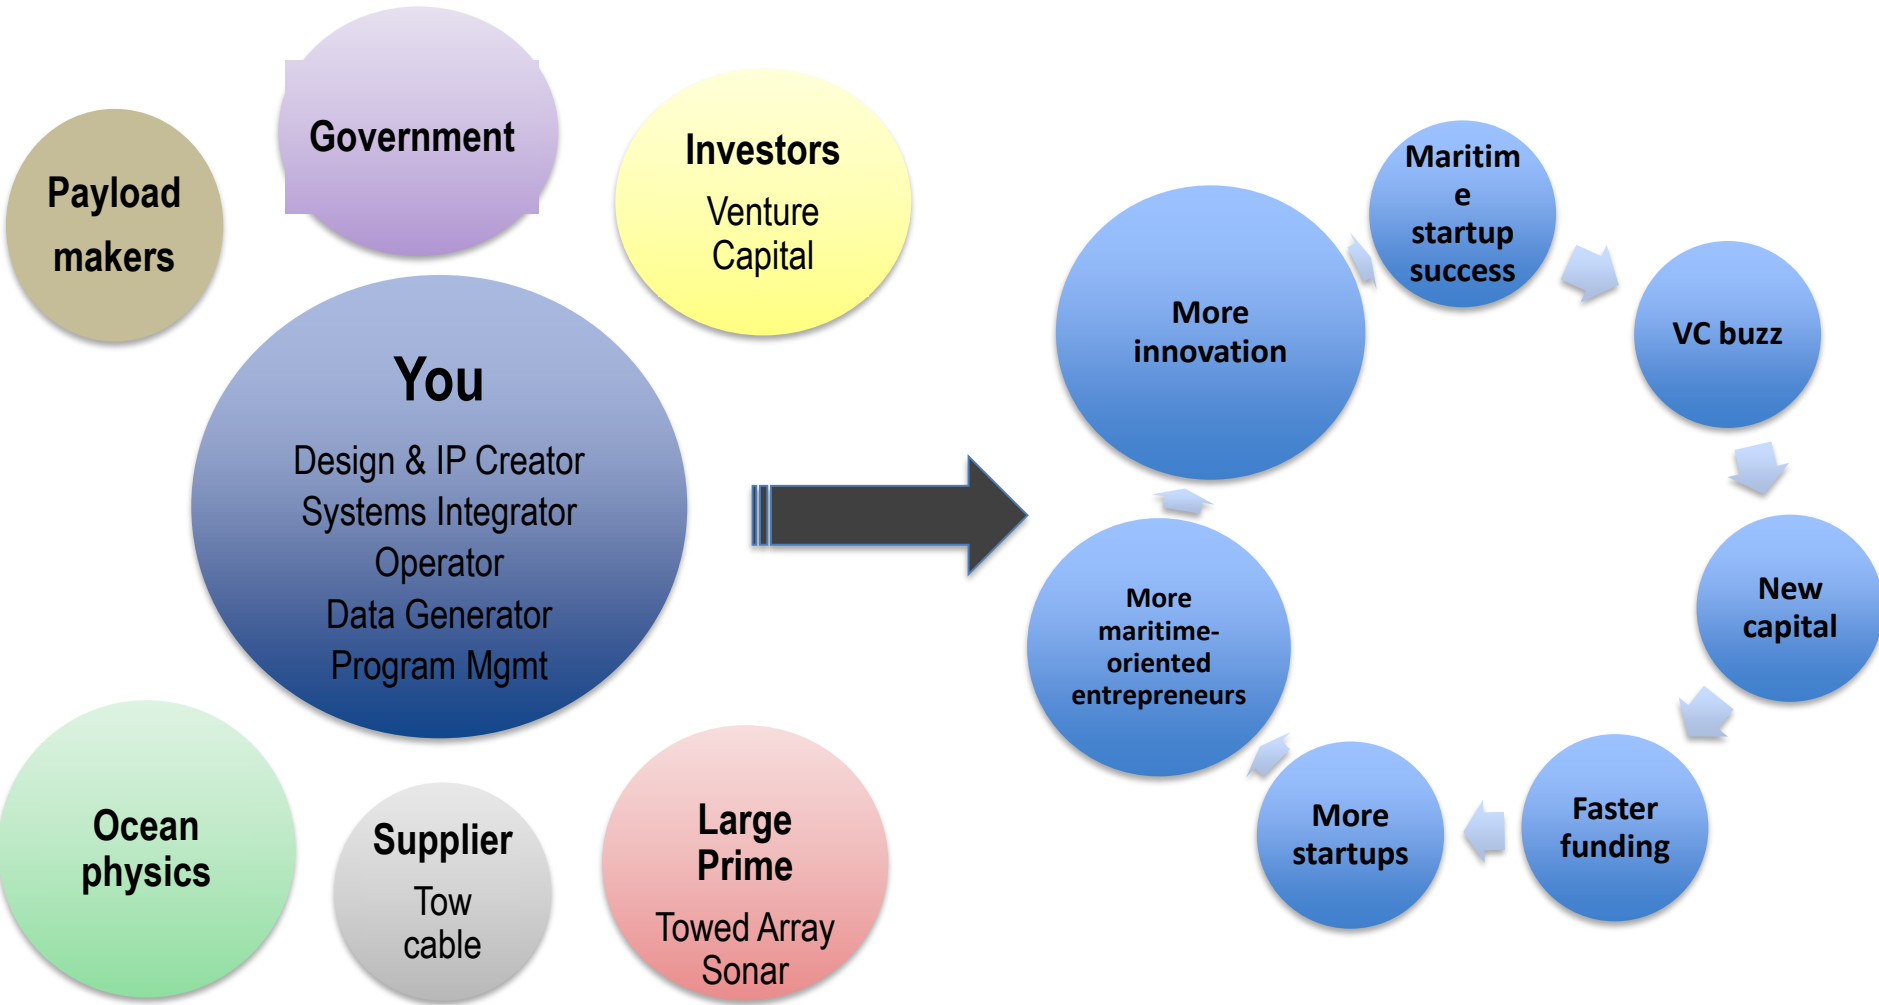 Payload
makers
Government
Investors
Venture
Capital
You
Design & IP Creator
Systems Integrator
Operator
Data Generator
Program Mgmt
Ocean
physics
Supplier
Tow
cable
Large
Prime
Towed Array
Sonar
Maritim
e
startup
success
VC buzz
New
capital
Faster
funding
More
startups
More
maritime-
oriented
entrepreneurs
More
innovation